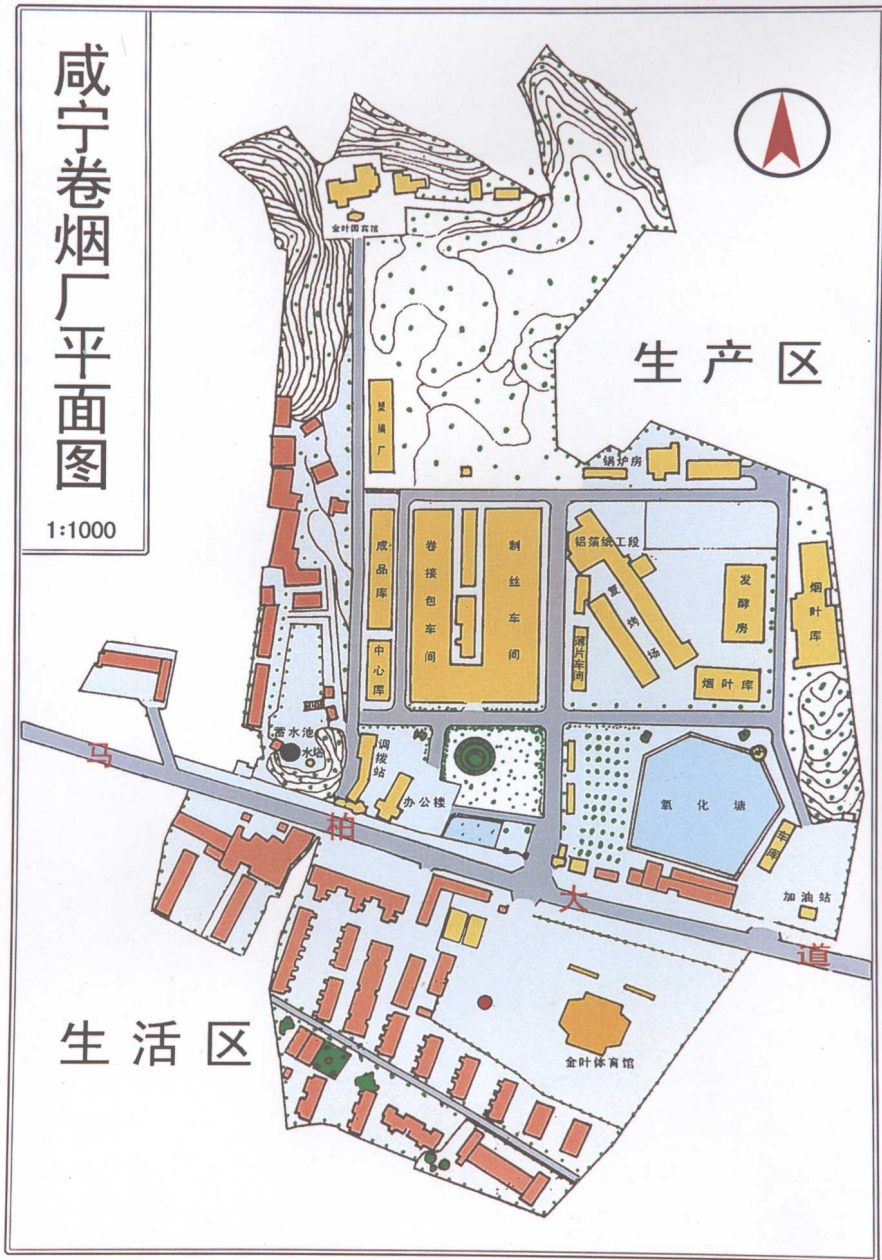 咸宁卷烟厂平面图
1:1000
金叶园宾馆
生产区
塑编厂
锅炉房
成品库
卷接包车间
制丝车间
铝箔纸工段
复烤场
发酵房
烟叶库
薄片车间
中心库
烟叶库
蓄水池
水塔
调拨站
办公楼
氧化塘
车库
加油站
马柏大道
生活区
金叶体育馆